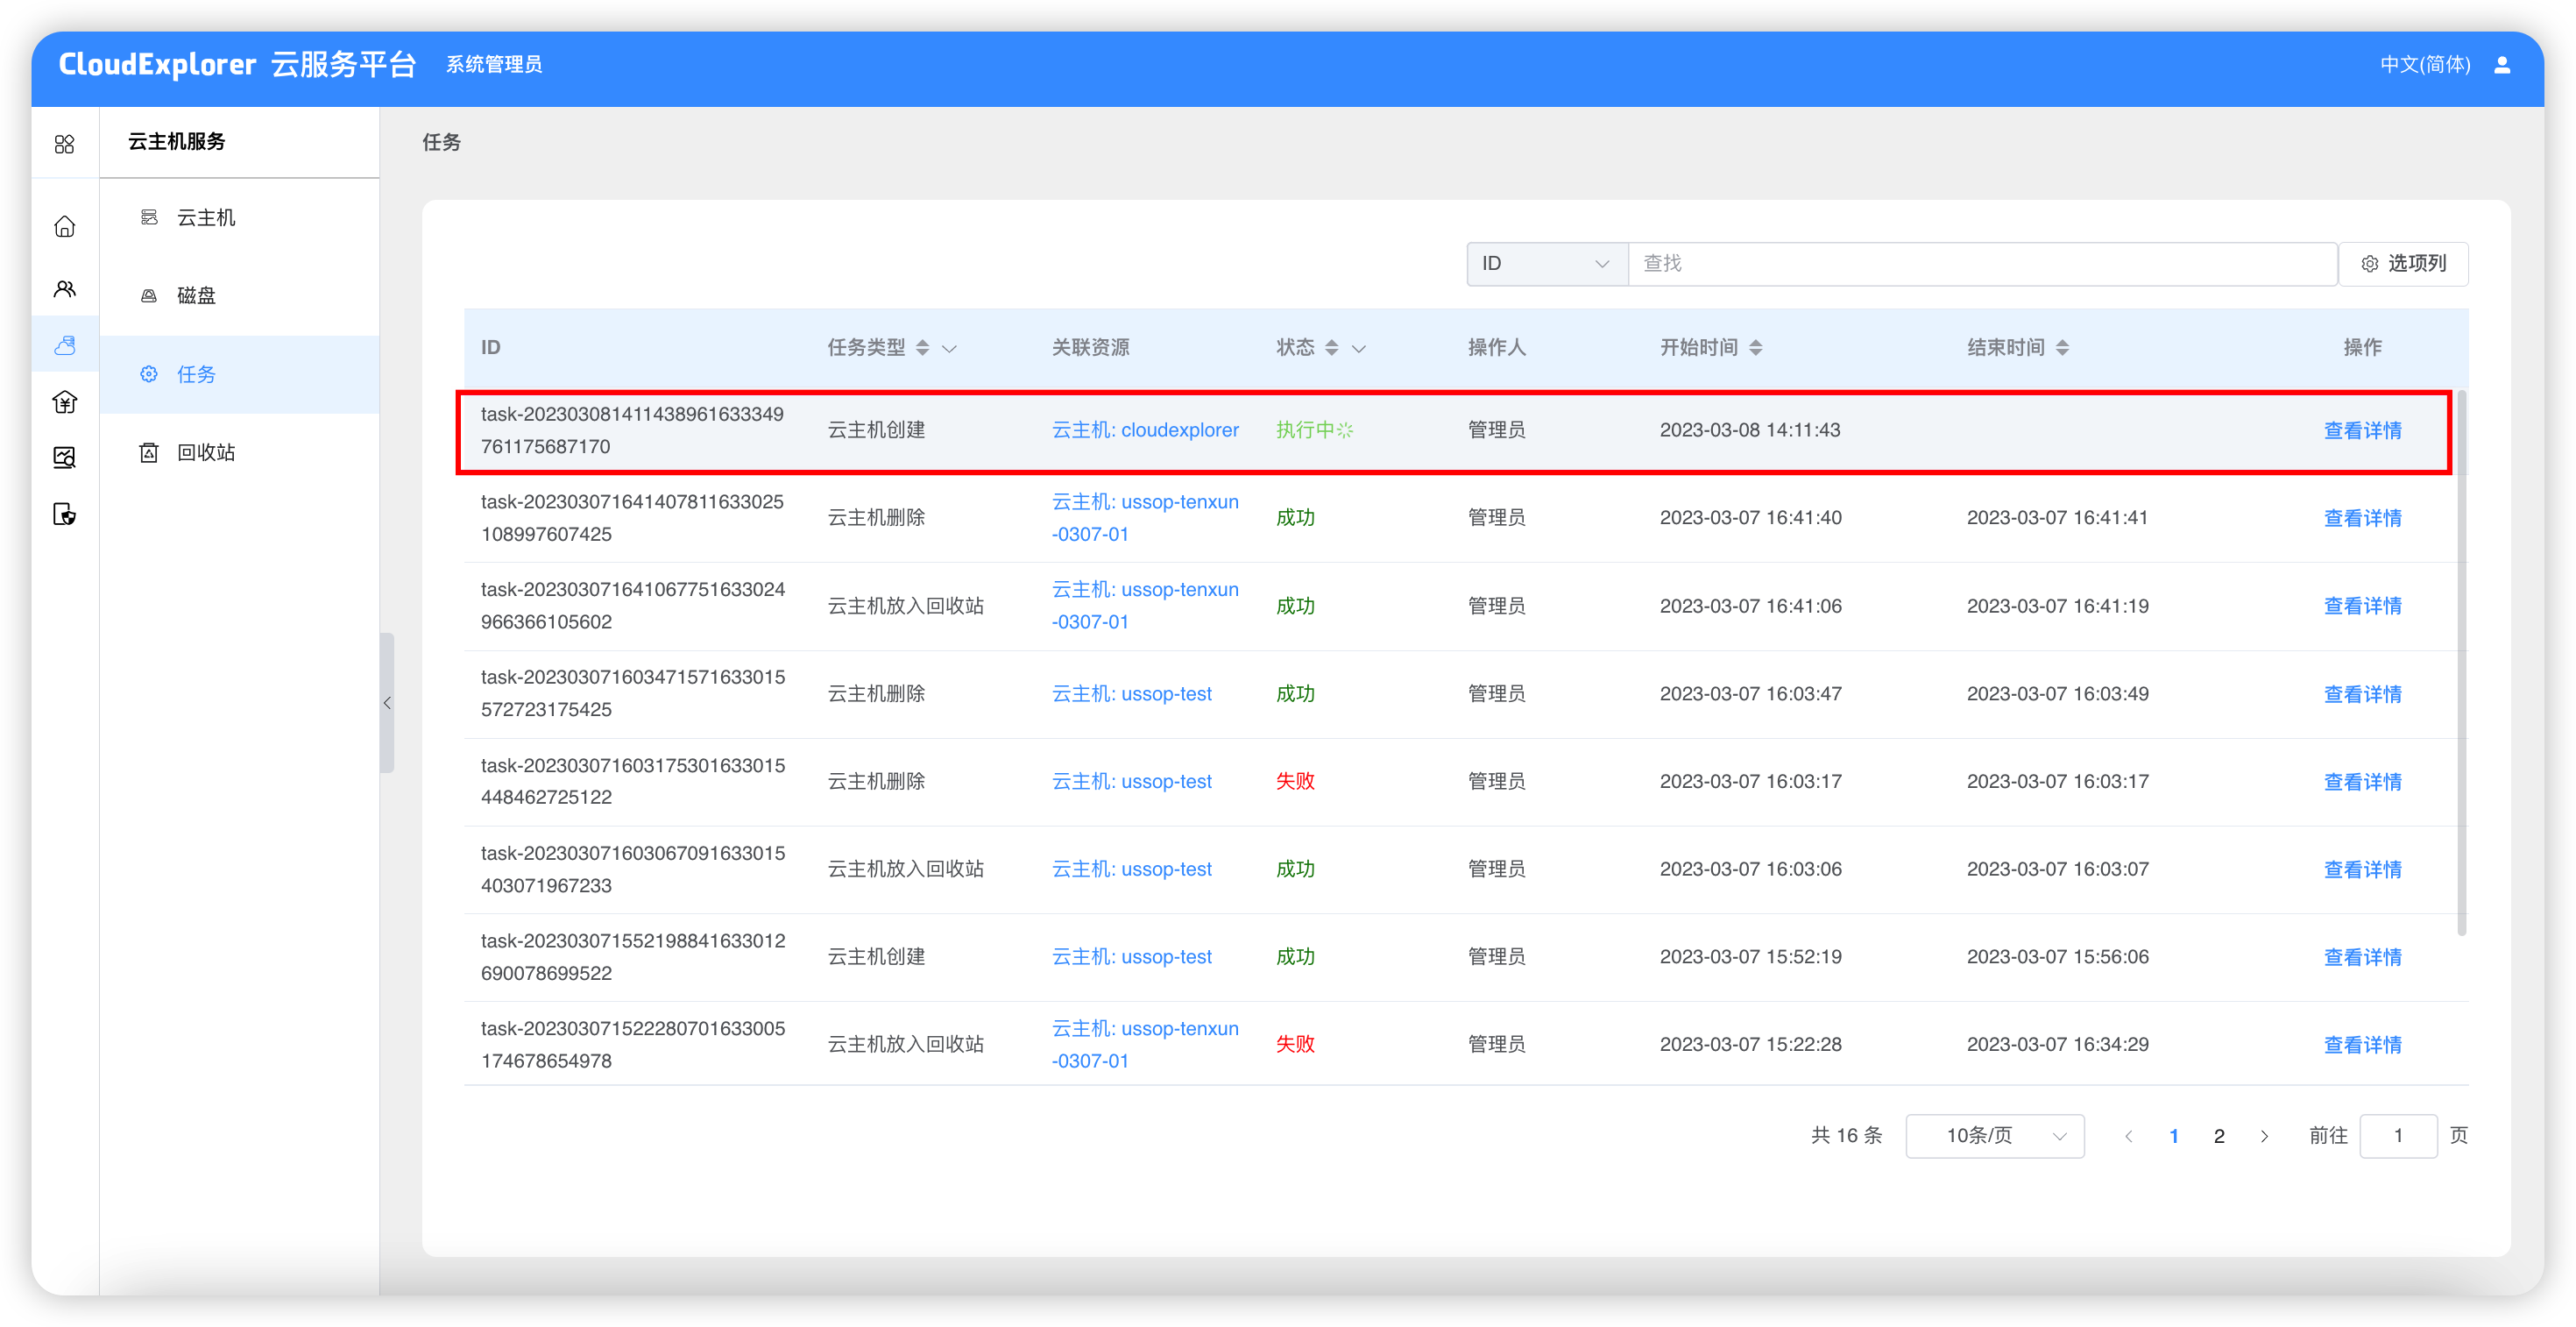 CloudExplorer 云服务平台 系统管理员 中文(简体)
云主机服务
云主机
磁盘
任务
回收站
任务
ID 查找 选项列
ID 任务类型 关联资源 状态 操作人 开始时间 结束时间 操作
task-202303081411438961633349
761175687170 云主机创建 云主机: cloudexplorer 执行中 管理员 2023-03-08 14:11:43 查看详情
task-202303071641407811633025
108997607425 云主机删除 云主机: ussop-tenxun
-0307-01 成功 管理员 2023-03-07 16:41:40 2023-03-07 16:41:41 查看详情
task-202303071641067751633024
966366105602 云主机放入回收站 云主机: ussop-tenxun
-0307-01 成功 管理员 2023-03-07 16:41:06 2023-03-07 16:41:19 查看详情
task-202303071603471571633015
572723175425 云主机删除 云主机: ussop-test 成功 管理员 2023-03-07 16:03:47 2023-03-07 16:03:49 查看详情
task-202303071603175301633015
448462725122 云主机删除 云主机: ussop-test 失败 管理员 2023-03-07 16:03:17 2023-03-07 16:03:17 查看详情
task-202303071603067091633015
403071967233 云主机放入回收站 云主机: ussop-test 成功 管理员 2023-03-07 16:03:06 2023-03-07 16:03:07 查看详情
task-202303071552198841633012
690078699522 云主机创建 云主机: ussop-test 成功 管理员 2023-03-07 15:52:19 2023-03-07 15:56:06 查看详情
task-202303071522280701633005
174678654978 云主机放入回收站 云主机: ussop-tenxun
-0307-01 失败 管理员 2023-03-07 15:22:28 2023-03-07 16:34:29 查看详情
共 16 条 10条/页 1 2 前往 1 页